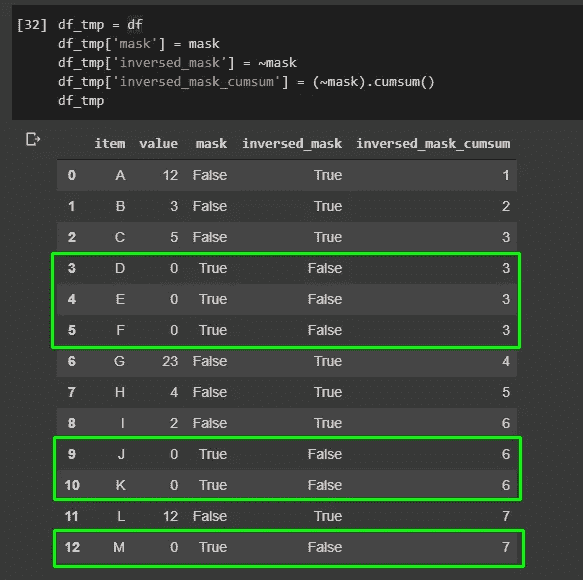 [32] df_tmp = df
df_tmp['mask'] = mask
df_tmp['inversed_mask'] = ~mask
df_tmp['inversed_mask_cumsum'] = (~mask).cumsum()
df_tmp
item value mask inversed_mask inversed_mask_cumsum
0 A 12 False True 1
1 B 3 False True 2
2 C 5 False True 3
3 D 0 True False 3
4 E 0 True False 3
5 F 0 True False 3
6 G 23 False True 4
7 H 4 False True 5
8 I 2 False True 6
9 J 0 True False 6
10 K 0 True False 6
11 L 12 False True 7
12 M 0 True False 7